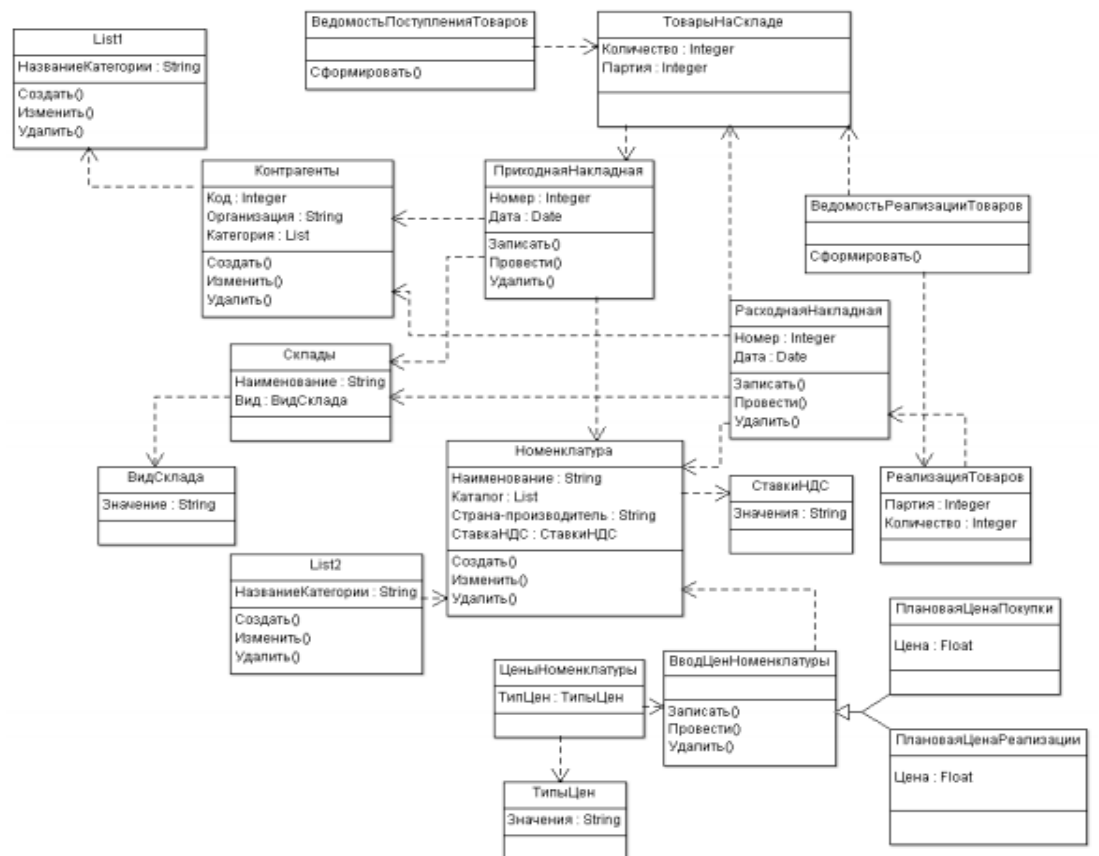 List1
НазваниеКатегории : String
Создать()
Изменить()
Удалить()
ВедомостьПоступленияТоваров
Сформировать()
ТоварыНаСкладе
Количество : Integer
Партия : Integer
Контрагенты
Код : Integer
Организация : String
Категория : List
Создать()
Изменить()
Удалить()
ПриходнаяНакладная
Номер : Integer
Дата : Date
Записать()
Провести()
Удалить()
ВедомостьРеализацииТоваров
Сформировать()
РасходнаяНакладная
Номер : Integer
Дата : Date
Записать()
Провести()
Удалить()
Склады
Наименование : String
Вид : ВидСклада
ВидСклада
Значение : String
Номенклатура
Наименование : String
Каталог : List
Страна-производитель : String
СтавкаНДС : СтавкиНДС
Создать()
Изменить()
Удалить()
СтавкиНДС
Значения : String
РеализацияТоваров
Партия : Integer
Количество : Integer
List2
НазваниеКатегории : String
Создать()
Изменить()
Удалить()
ЦеныНоменклатуры
ТипЦен : ТипыЦен
ВводЦенНоменклатуры
Записать()
Провести()
Удалить()
ПлановаяЦенаПокупки
Цена : Float
ПлановаяЦенаРеализации
Цена : Float
ТипыЦен
Значения : String